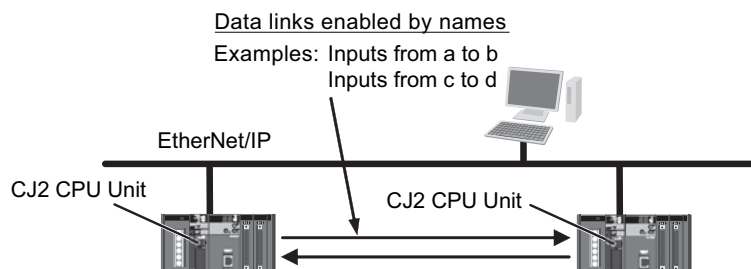 Data links enabled by names
Examples: Inputs from a to b
Inputs from c to d
EtherNet/IP
CJ2 CPU Unit
CJ2 CPU Unit